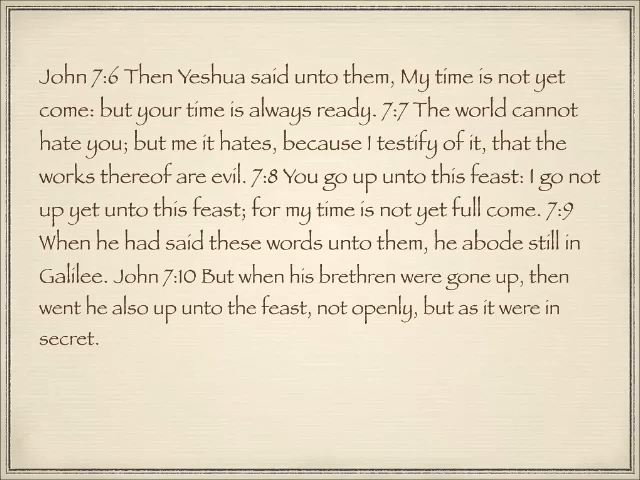 John 7:6 Then Yeshua said unto them, My time is not yet
come: but your time is always ready. 7:7 The world cannot
hate you; but me it hates, because I testify of it, that the
works thereof are evil. 7:8 You go up unto this feast: I go not
up yet unto this feast; for my time is not yet full come. 7:9
When he had said these words unto them, he abode still in
Galilee. John 7:10 But when his brethren were gone up, then
went he also up unto the feast, not openly, but as it were in
secret.